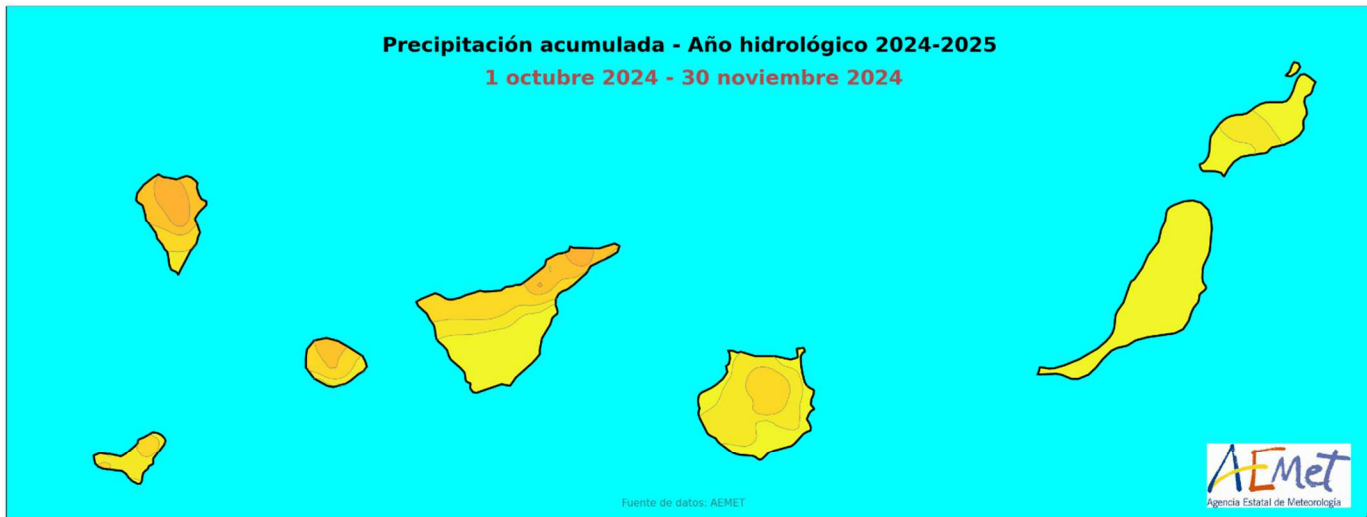 Precipitación acumulada - Año hidrológico 2024-2025
1 octubre 2024 - 30 noviembre 2024
AEMet
Agencia Estatal de Meteorología
Fuente de datos: AEMET